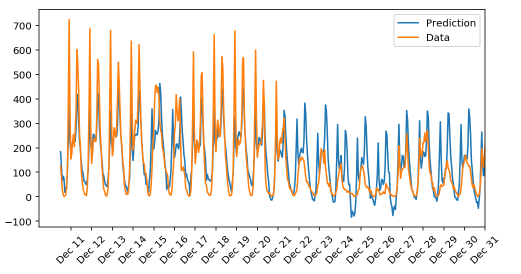 Prediction
Data
700
600
500
400
300
200
100
0
−100
Dec 11
Dec 12
Dec 13
Dec 14
Dec 15
Dec 16
Dec 17
Dec 18
Dec 19
Dec 20
Dec 21
Dec 22
Dec 23
Dec 24
Dec 25
Dec 26
Dec 27
Dec 28
Dec 29
Dec 30
Dec 31